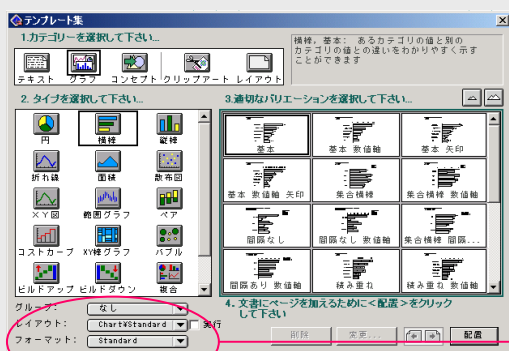 テンプレート集
1.カテゴリーを選択して下さい...
テキスト グラフ コンセプト クリップアート レイアウト
横棒, 基本: あるカテゴリの値と別の
カテゴリの値との違いをわかりやすく示す
ことができます
2. タイプを選択して下さい...
円 横棒 縦棒
折れ線 面積 散布図
XY図 範囲グラフ ペア
コストカーブ XY棒グラフ バブル
ビルドアップ ビルドダウン 複合
3.適切なバリエーションを選択して下さい...
基本 基本 数値軸 基本 矢印
基本 数値軸 矢印 集合横棒 集合横棒 数値軸
間隔なし 間隔なし 数値軸 集合横棒 間隔...
間隔あり 数値軸 積み重ね 積み重ね 数値軸
グループ: なし
レイアウト: Chart¥Standard 実行
フォーマット: Standard
4. 文書にページを加えるために<配置>をクリック
して下さい
削除 変更... 配置